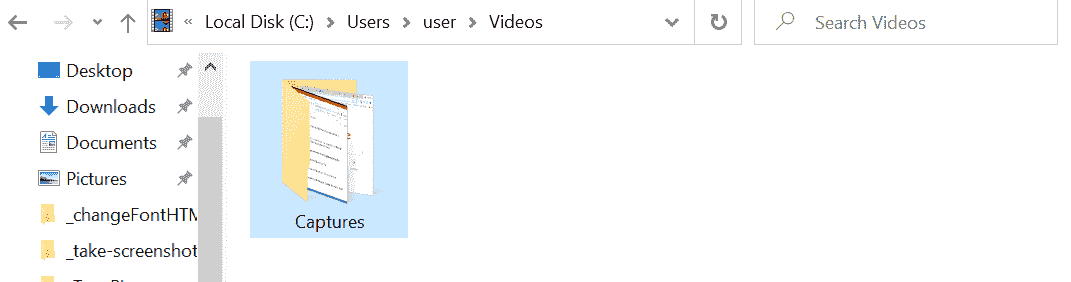 « Local Disk (C:) > Users > user > Videos
Search Videos
Desktop
Downloads
Documents
Pictures
_changeFontHTM
_take-screenshot
Captures